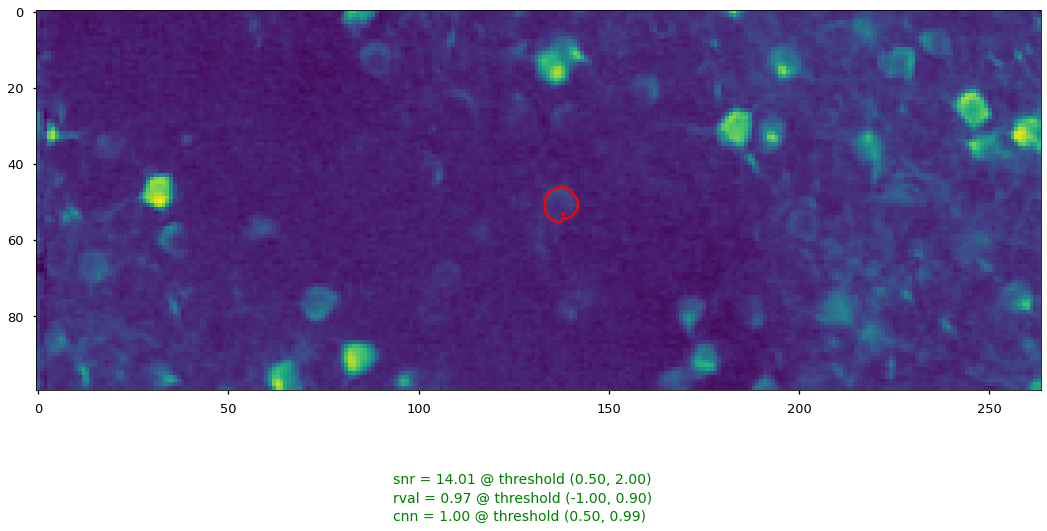 0
20
40
60
80
0 50 100 150 200 250
snr = 14.01 @ threshold (0.50, 2.00)
rval = 0.97 @ threshold (-1.00, 0.90)
cnn = 1.00 @ threshold (0.50, 0.99)